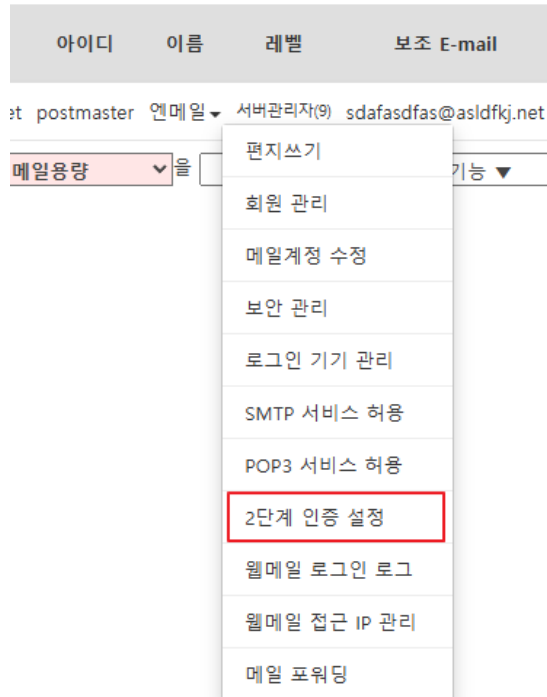 아이디 이름 레벨 보조 E-mail
et postmaster 엔메일▾ 서버관리자(9) sdafasdfas@asldfkj.net
메일용량 을 기능 ▼
편지쓰기
회원 관리
메일계정 수정
보안 관리
로그인 기기 관리
SMTP 서비스 허용
POP3 서비스 허용
2단계 인증 설정
웹메일 로그인 로그
웹메일 접근 IP 관리
메일 포워딩